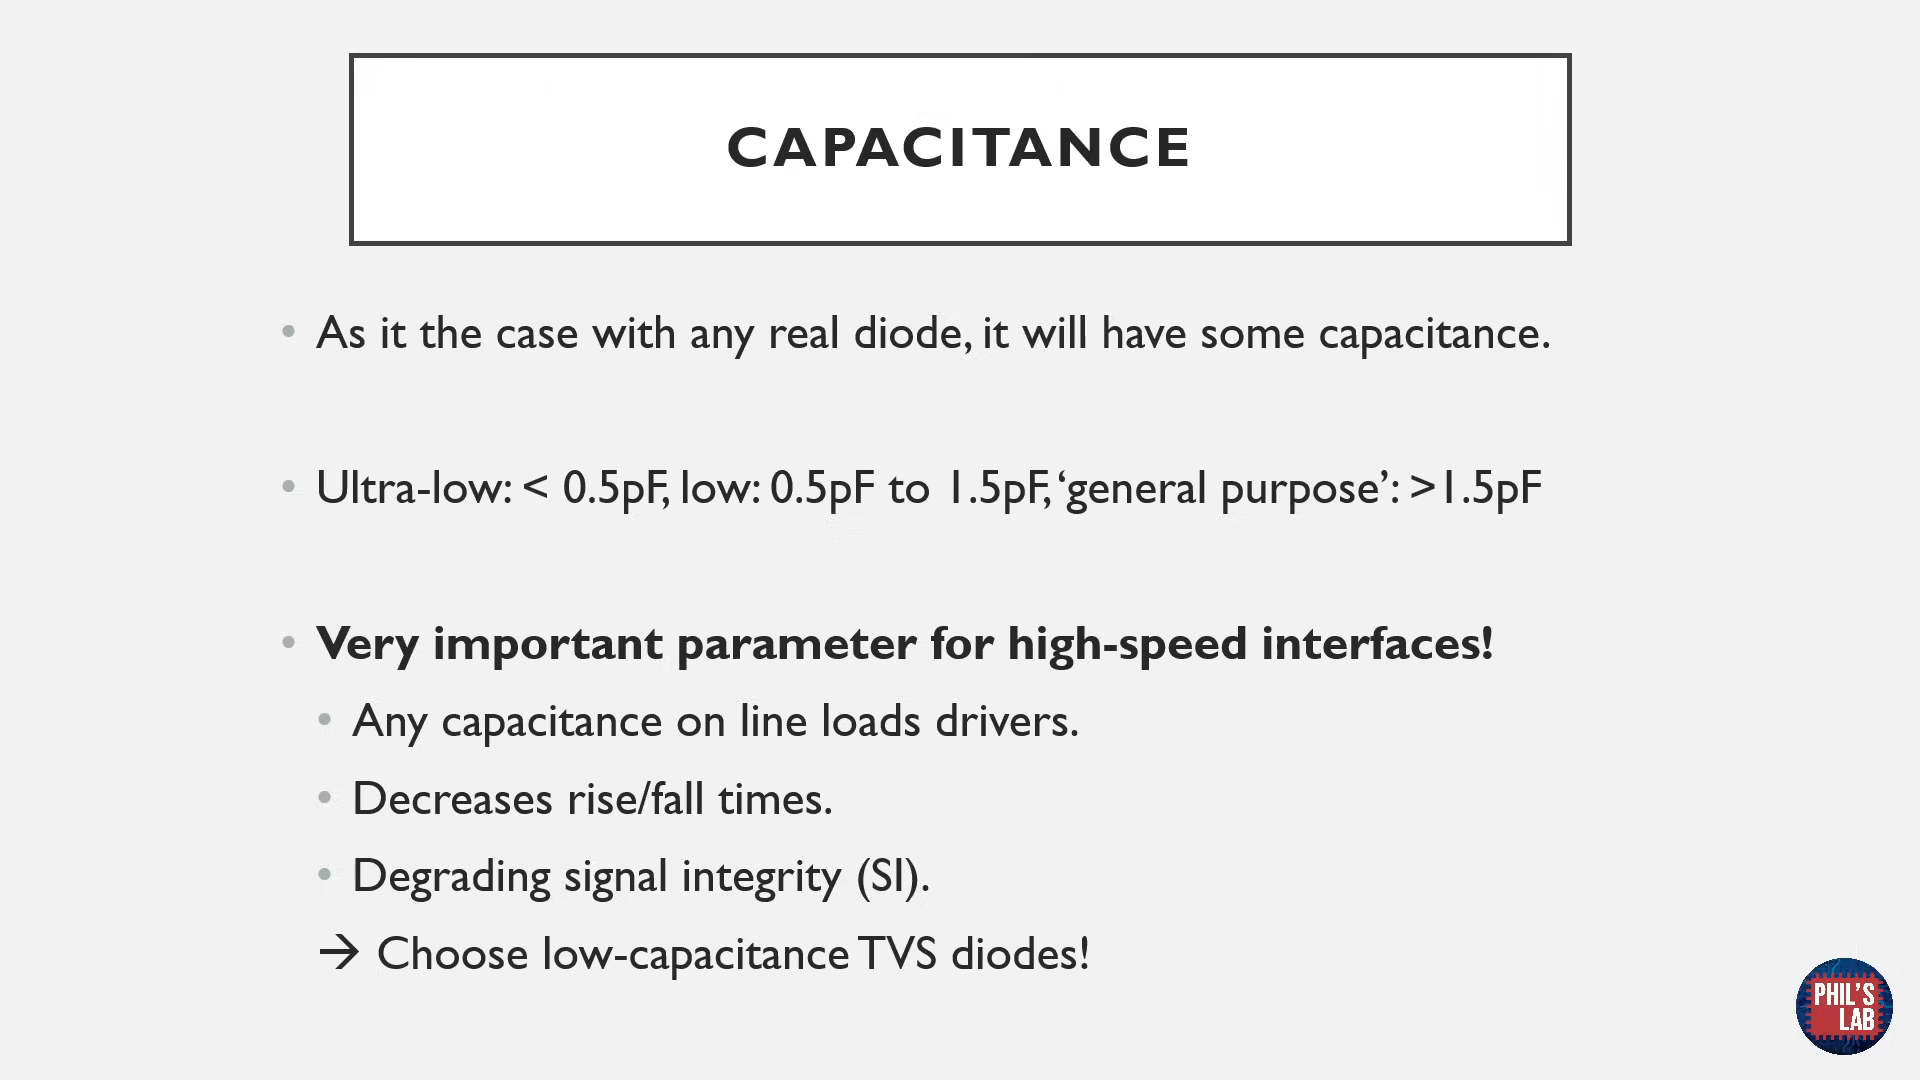 CAPACITANCE
• As it the case with any real diode, it will have some capacitance.
• Ultra-low: < 0.5pF, low: 0.5pF to 1.5pF, ‘general purpose’: >1.5pF
• Very important parameter for high-speed interfaces!
• Any capacitance on line loads drivers.
• Decreases rise/fall times.
• Degrading signal integrity (SI).
→ Choose low-capacitance TVS diodes!
PHIL'S
LAB